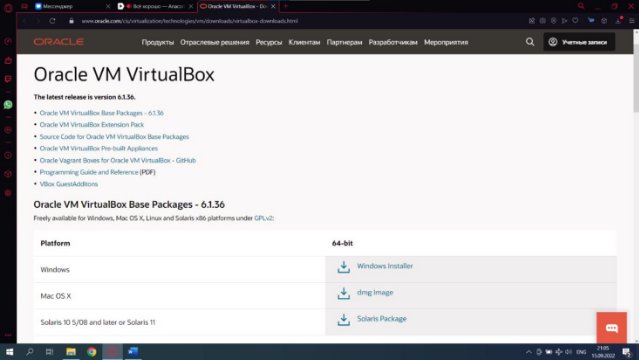 Мессенджер
Все хорошо — Anaco
Oracle VM VirtualBox - Do
www.oracle.com/cis/virtualization/technologies/vm/downloads/virtualbox-downloads.html
ORACLE
Продукты Отраслевые решения Ресурсы Клиентам Партнерам Разработчикам Мероприятия
Учетные записи
Oracle VM VirtualBox
The latest release is version 6.1.36.
• Oracle VM VirtualBox Base Packages - 6.1.36
• Oracle VM VirtualBox Extension Pack
• Source Code for Oracle VM VirtualBox Base Packages
• Oracle VM VirtualBox Pre-built Appliances
• Oracle Vagrant Boxes for Oracle VM VirtualBox - GitHub
• Programming Guide and Reference (PDF)
• VBox GuestAdditions
Oracle VM VirtualBox Base Packages - 6.1.36
Freely available for Windows, Mac OS X, Linux and Solaris x86 platforms under GPLv2:
Platform 64-bit
Windows Windows Installer
Mac OS X dmg Image
Solaris 10 5/08 and later or Solaris 11 Solaris Package
ENG
21:05
15.09.2022